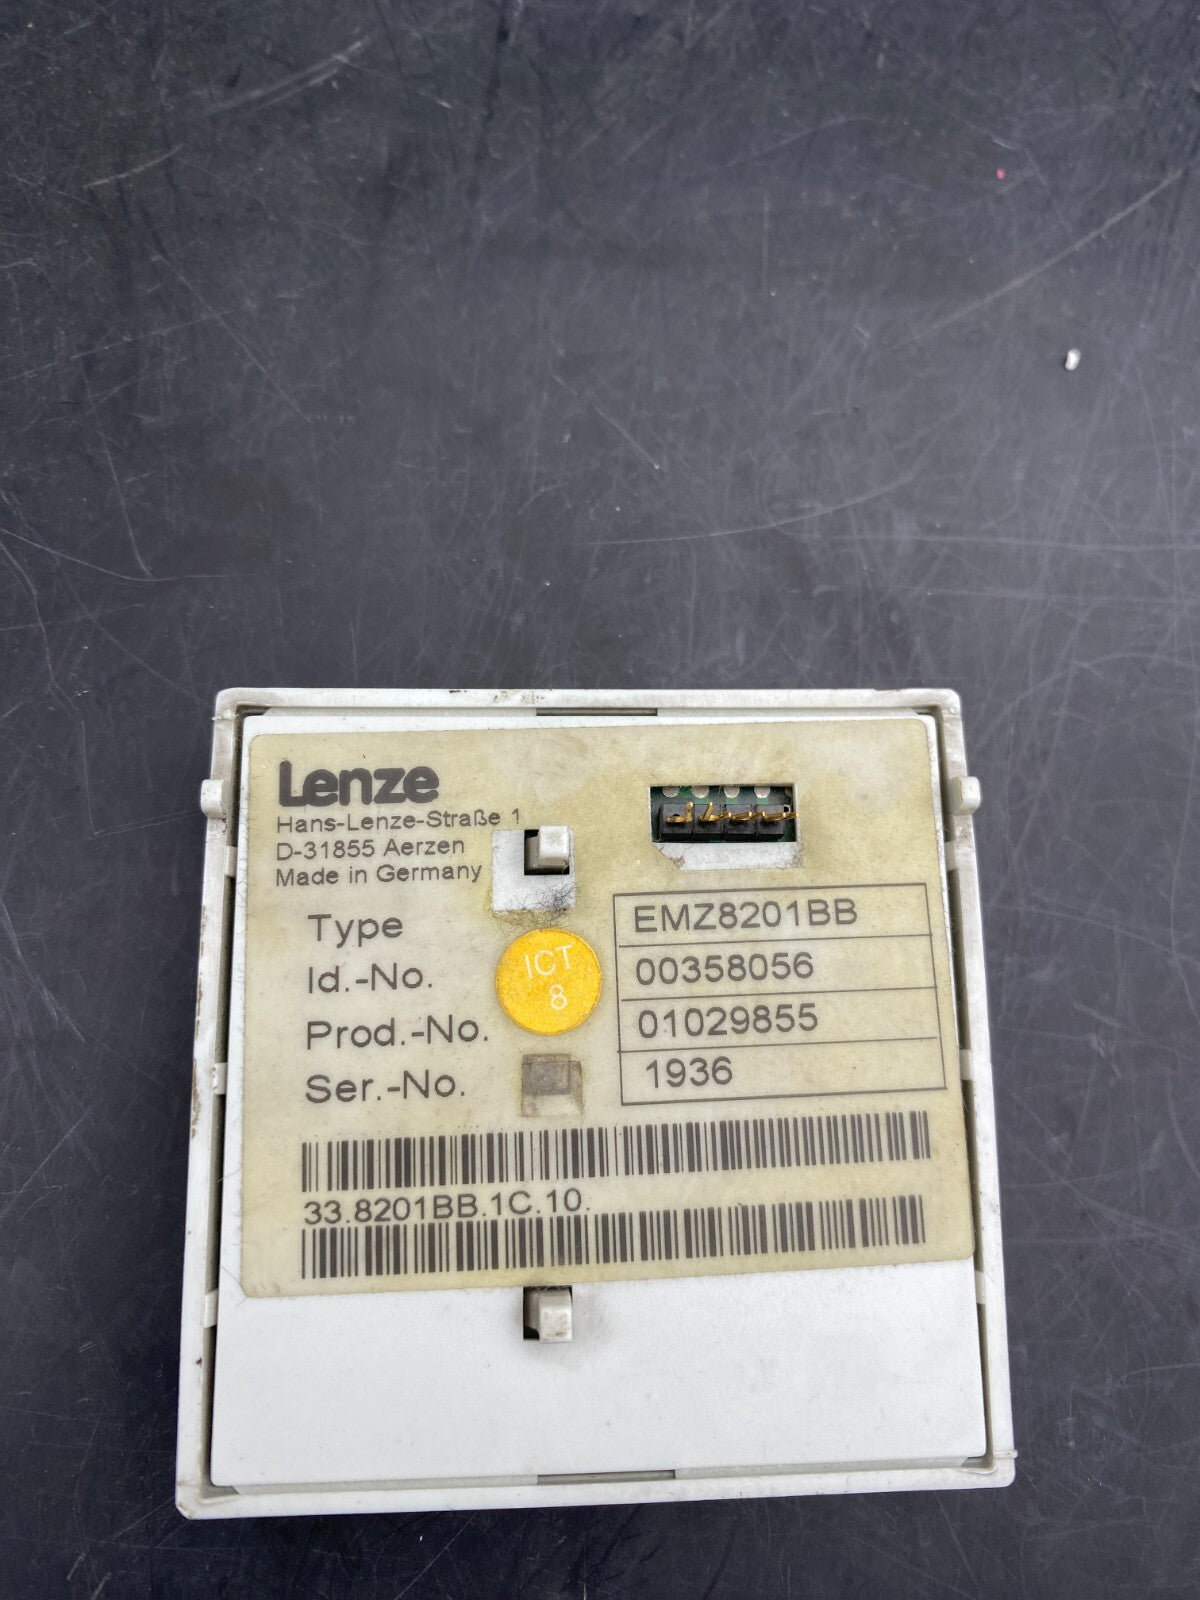 Lenze
Hans-Lenze-Straße 1
D-31855 Aerzen
Made in Germany
Type EMZ8201BB
Id.-No. 00358056
Prod.-No. 01029855
Ser.-No. 1936
ICT
8
33.8201BB.1C.10.